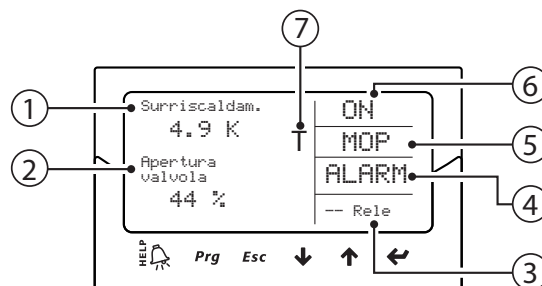 7
1
Surriscaldam.
4.9 K
2
Apertura
valvola
44 %
T
ON
6
MOP
5
ALARM
4
-- Rele
3
HELP
Prg
Esc